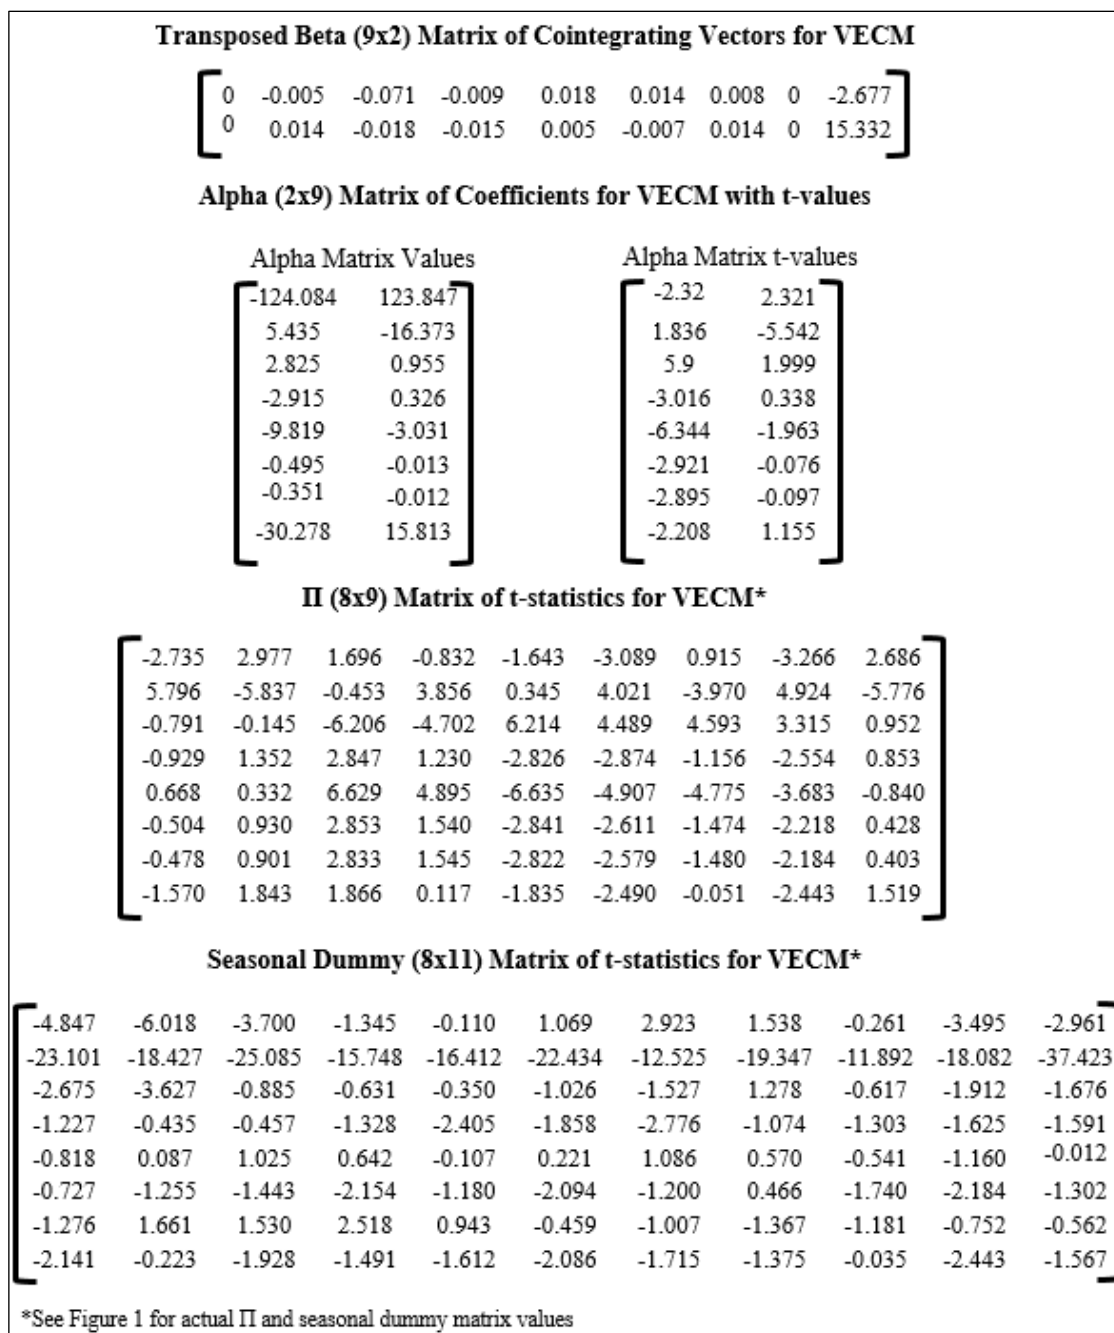 Transposed Beta (9x2) Matrix of Cointegrating Vectors for VECM
0 -0.005 -0.071 -0.009 0.018 0.014 0.008 0 -2.677
0 0.014 -0.018 -0.015 0.005 -0.007 0.014 0 15.332
Alpha (2x9) Matrix of Coefficients for VECM with t-values
Alpha Matrix Values Alpha Matrix t-values
-124.084 123.847 -2.32 2.321
5.435 -16.373 1.836 -5.542
2.825 0.955 5.9 1.999
-2.915 0.326 -3.016 0.338
-9.819 -3.031 -6.344 -1.963
-0.495 -0.013 -2.921 -0.076
-0.351 -0.012 -2.895 -0.097
-30.278 15.813 -2.208 1.155
Π (8x9) Matrix of t-statistics for VECM*
-2.735 2.977 1.696 -0.832 -1.643 -3.089 0.915 -3.266 2.686
5.796 -5.837 -0.453 3.856 0.345 4.021 -3.970 4.924 -5.776
-0.791 -0.145 -6.206 -4.702 6.214 4.489 4.593 3.315 0.952
-0.929 1.352 2.847 1.230 -2.826 -2.874 -1.156 -2.554 0.853
0.668 0.332 6.629 4.895 -6.635 -4.907 -4.775 -3.683 -0.840
-0.504 0.930 2.853 1.540 -2.841 -2.611 -1.474 -2.218 0.428
-0.478 0.901 2.833 1.545 -2.822 -2.579 -1.480 -2.184 0.403
-1.570 1.843 1.866 0.117 -1.835 -2.490 -0.051 -2.443 1.519
Seasonal Dummy (8x11) Matrix of t-statistics for VECM*
-4.847 -6.018 -3.700 -1.345 -0.110 1.069 2.923 1.538 -0.261 -3.495 -2.961
-23.101 -18.427 -25.085 -15.748 -16.412 -22.434 -12.525 -19.347 -11.892 -18.082 -37.423
-2.675 -3.627 -0.885 -0.631 -0.350 -1.026 -1.527 1.278 -0.617 -1.912 -1.676
-1.227 -0.435 -0.457 -1.328 -2.405 -1.858 -2.776 -1.074 -1.303 -1.625 -1.591
-0.818 0.087 1.025 0.642 -0.107 0.221 1.086 0.570 -0.541 -1.160 -0.012
-0.727 -1.255 -1.443 -2.154 -1.180 -2.094 -1.200 0.466 -1.740 -2.184 -1.302
-1.276 1.661 1.530 2.518 0.943 -0.459 -1.007 -1.367 -1.181 -0.752 -0.562
-2.141 -0.223 -1.928 -1.491 -1.612 -2.086 -1.715 -1.375 -0.035 -2.443 -1.567
*See Figure 1 for actual Π and seasonal dummy matrix values